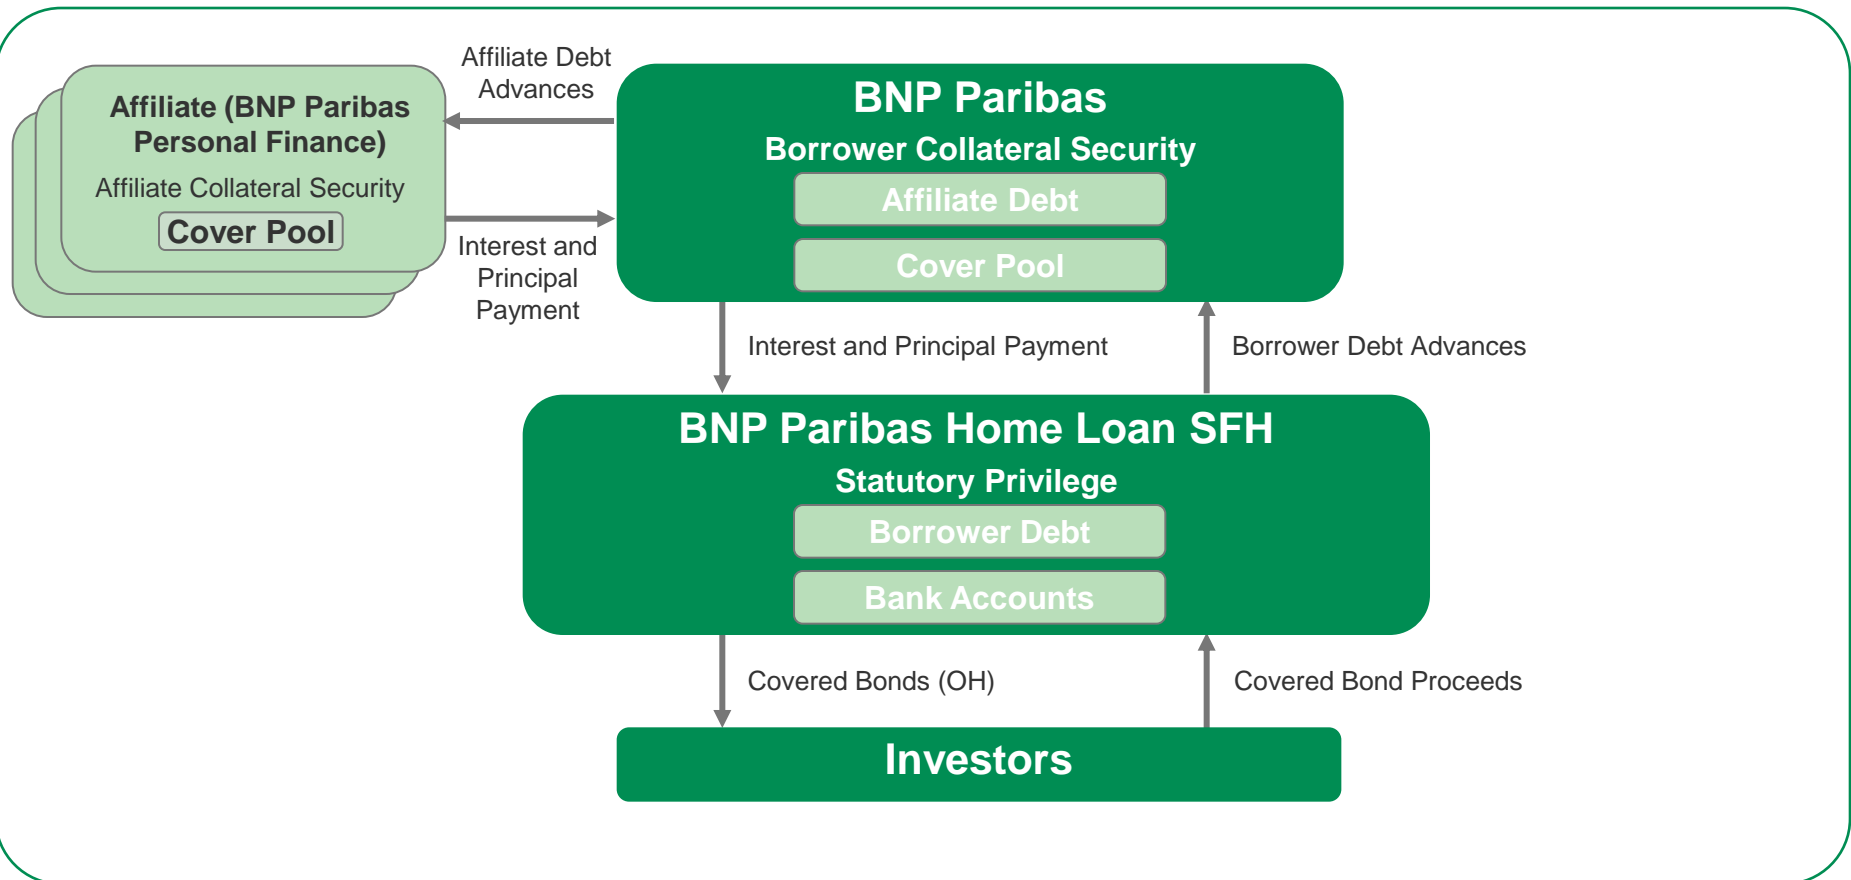 Affiliate (BNP Paribas
Personal Finance)
Affiliate Collateral Security
Cover Pool
Affiliate Debt
Advances
Interest and
Principal
Payment
BNP Paribas
Borrower Collateral Security
Affiliate Debt
Cover Pool
Interest and Principal Payment
Borrower Debt Advances
BNP Paribas Home Loan SFH
Statutory Privilege
Borrower Debt
Bank Accounts
Covered Bonds (OH)
Covered Bond Proceeds
Investors